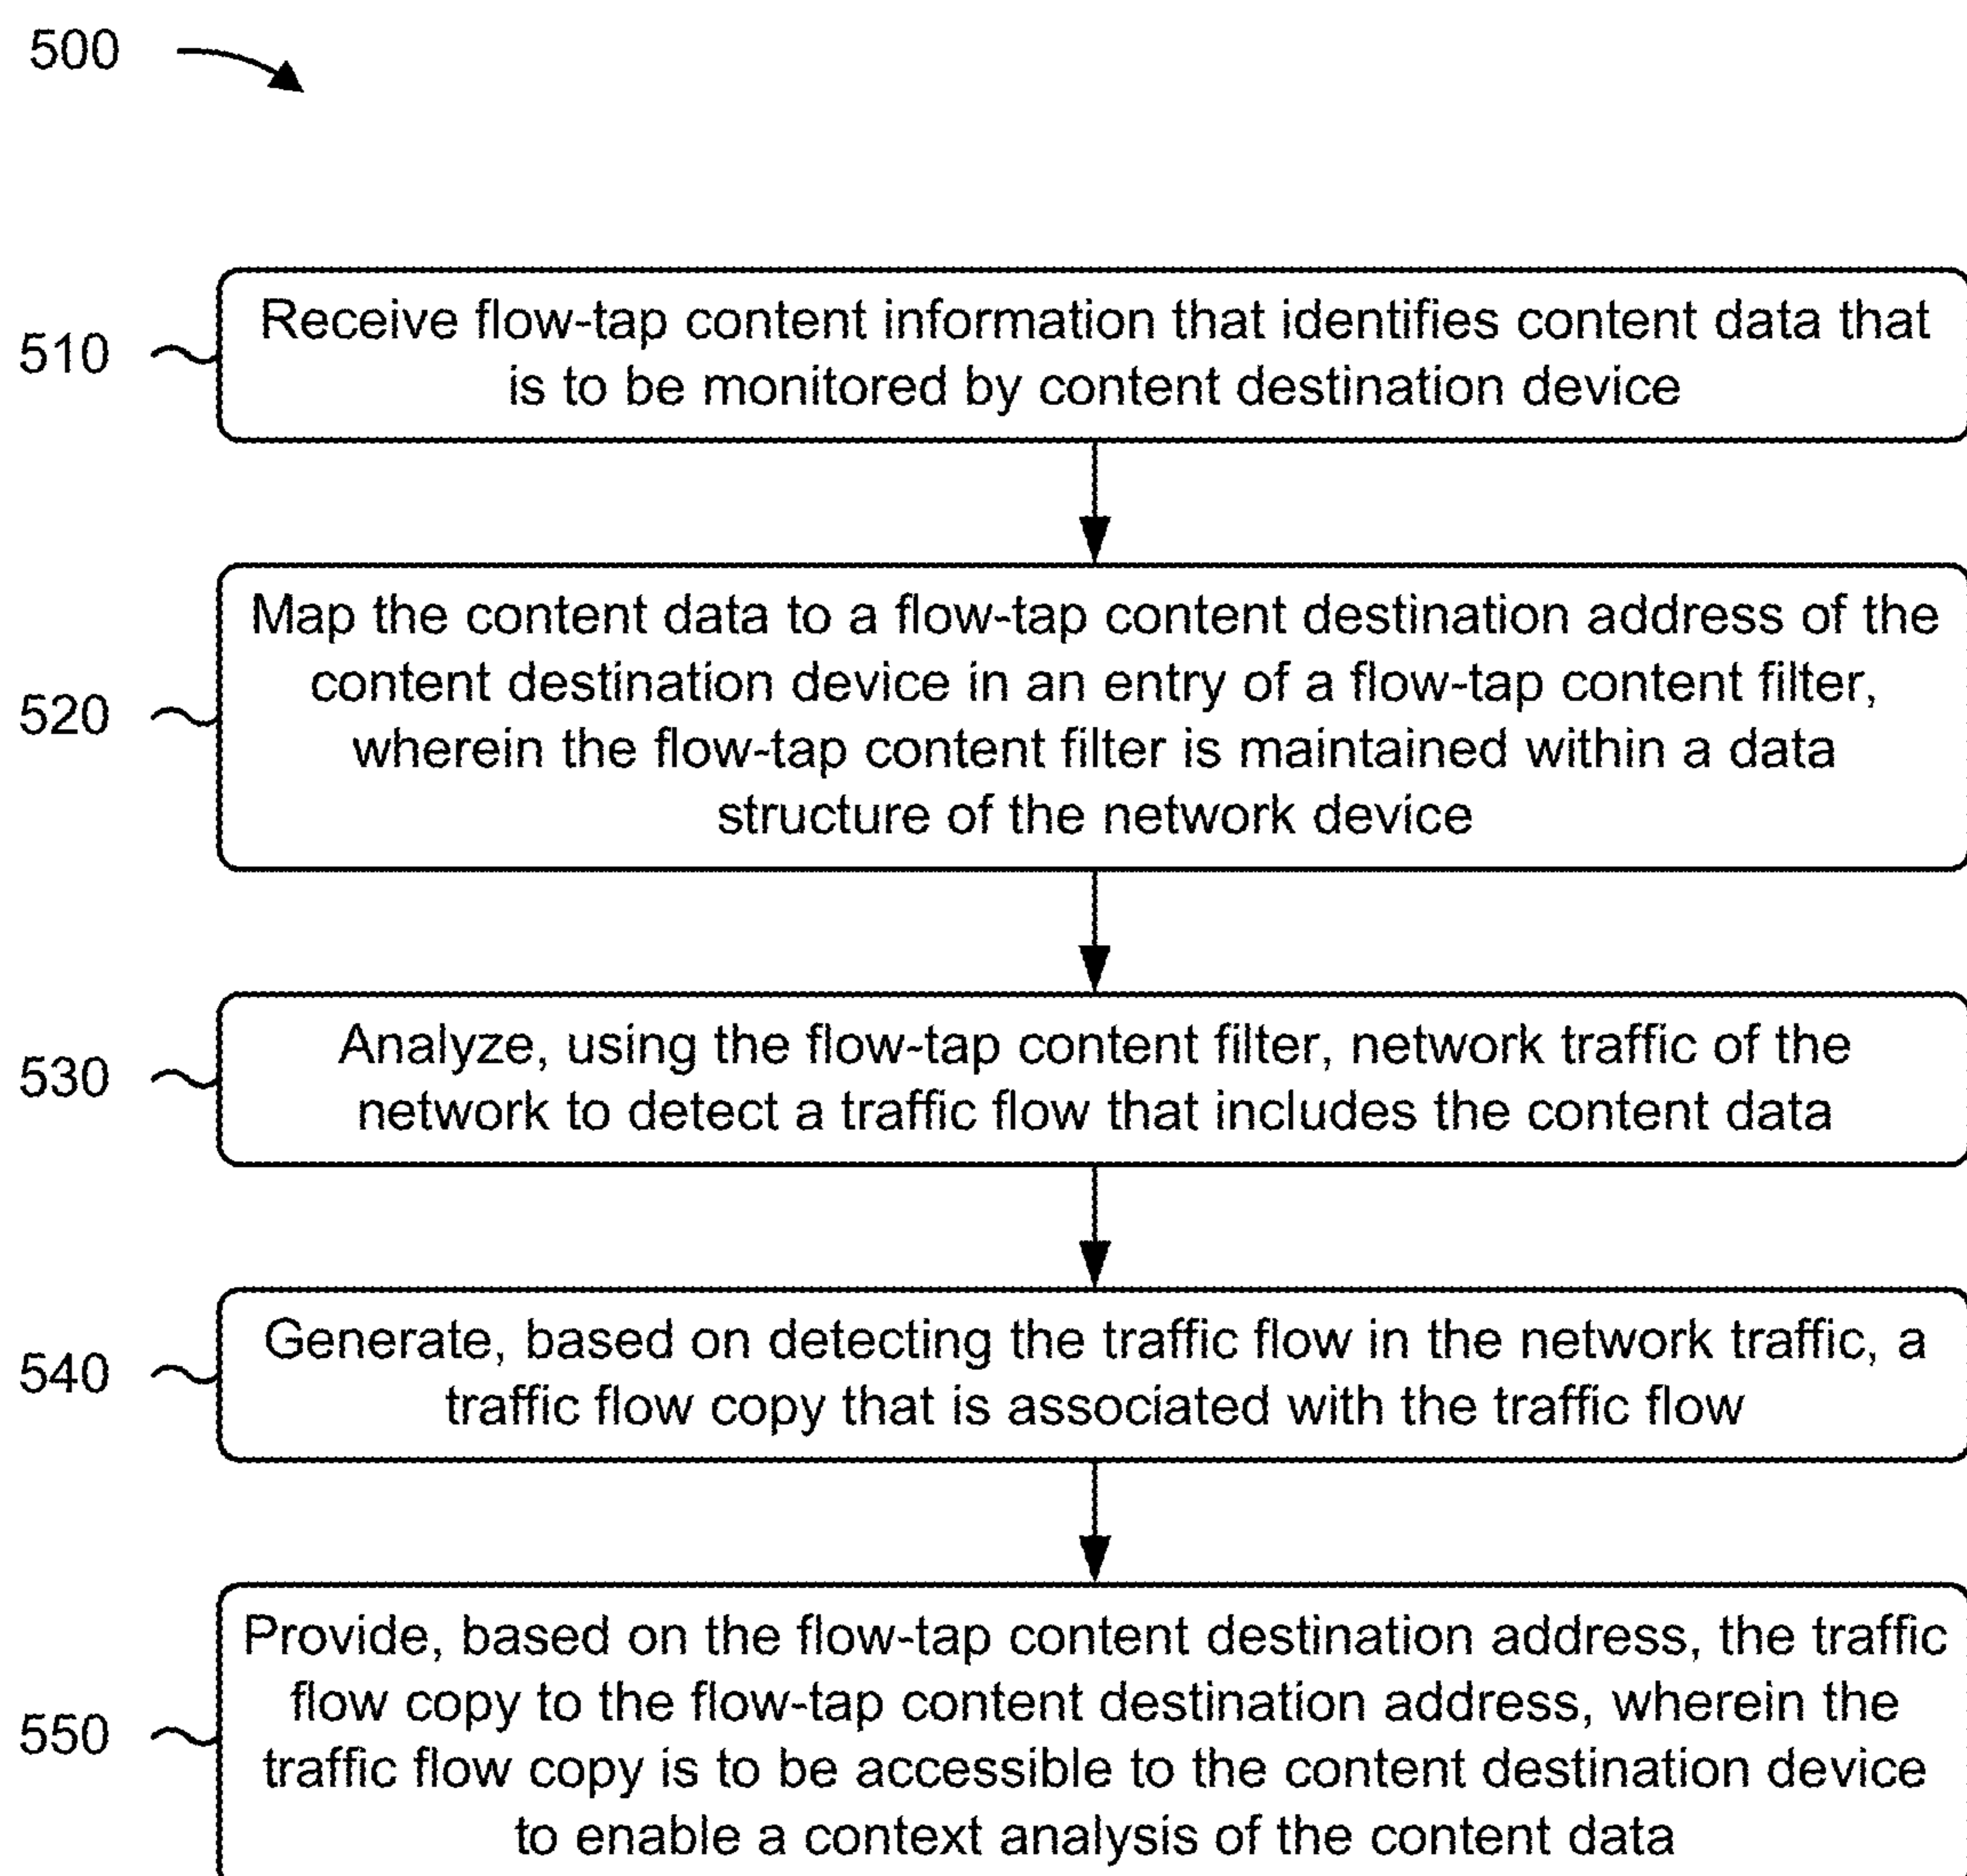 500
510
Receive flow-tap content information that identifies content data that
is to be monitored by content destination device
520
Map the content data to a flow-tap content destination address of the
content destination device in an entry of a flow-tap content filter,
wherein the flow-tap content filter is maintained within a data
structure of the network device
530
Analyze, using the flow-tap content filter, network traffic of the
network to detect a traffic flow that includes the content data
540
Generate, based on detecting the traffic flow in the network traffic, a
traffic flow copy that is associated with the traffic flow
550
Provide, based on the flow-tap content destination address, the traffic
flow copy to the flow-tap content destination address, wherein the
traffic flow copy is to be accessible to the content destination device
to enable a context analysis of the content data